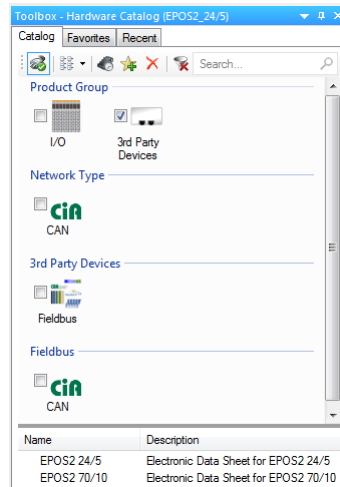 Toolbox - Hardware Catalog (EPOS2_24/5)
Catalog Favorites Recent
Search...
Product Group
I/O 3rd Party
Devices
Network Type
CiA
CAN
3rd Party Devices
Fieldbus
Fieldbus
CiA
CAN
Name Description
EPOS2 24/5 Electronic Data Sheet for EPOS2 24/5
EPOS2 70/10 Electronic Data Sheet for EPOS2 70/10